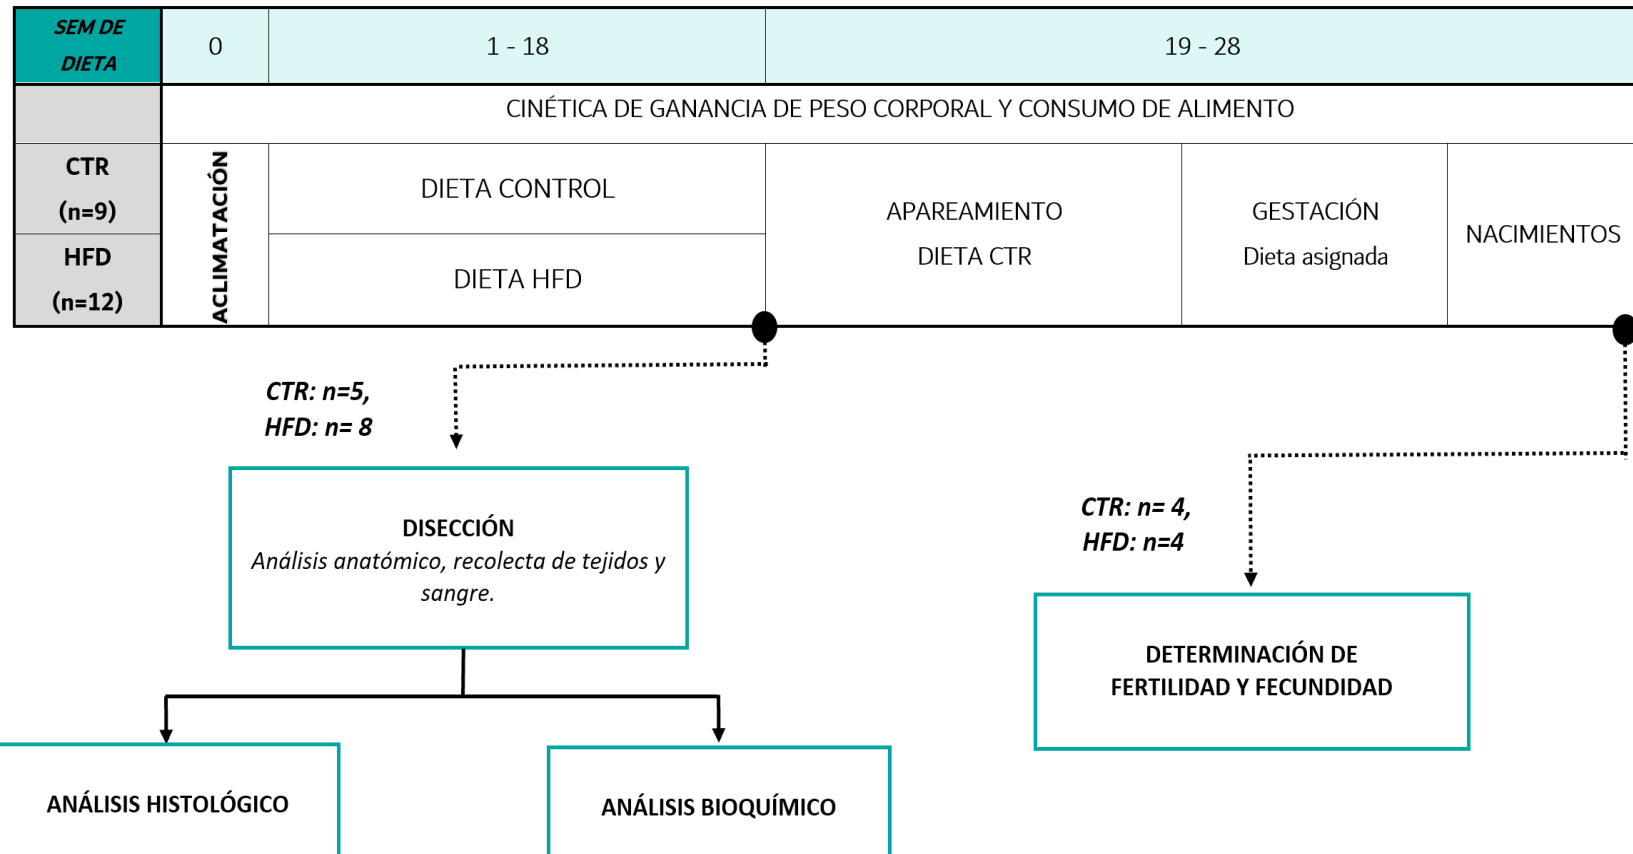 SEM DE
DIETA
0
1 - 18
19 - 28
CINÉTICA DE GANANCIA DE PESO CORPORAL Y CONSUMO DE ALIMENTO
CTR
(n=9)
HFD
(n=12)
ACLIMATACIÓN
DIETA CONTROL
DIETA HFD
APAREAMIENTO
DIETA CTR
GESTACIÓN
Dieta asignada
NACIMIENTOS
CTR: n=5,
HFD: n= 8
DISECCIÓN
Análisis anatómico, recolecta de tejidos y
sangre.
CTR: n= 4,
HFD: n=4
DETERMINACIÓN DE
FERTILIDAD Y FECUNDIDAD
ANÁLISIS HISTOLÓGICO
ANÁLISIS BIOQUÍMICO